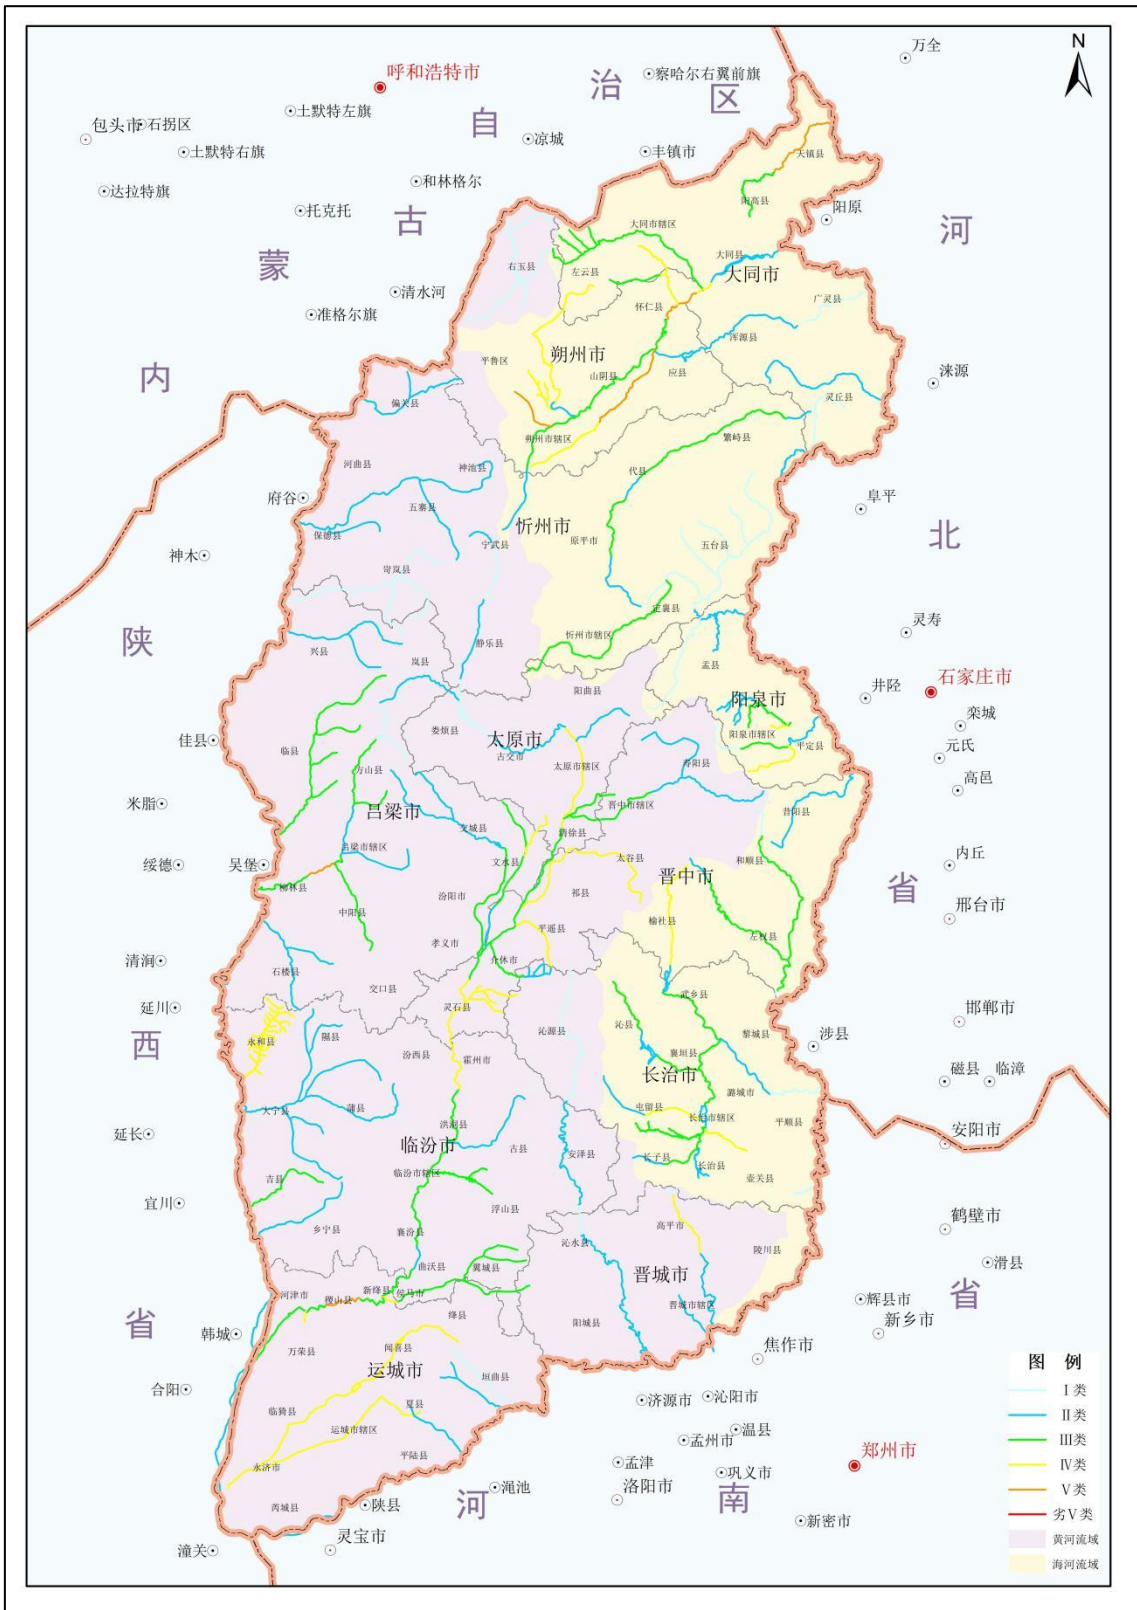 N
万全
呼和浩特市
察哈尔右翼前旗
治
区
土默特左旗
自
包头市
石拐区
凉城
丰镇市
土默特右旗
天镇县
和林格尔
达拉特旗
阳高县
托克托
古
阳原
大同市辖区
河
蒙
右玉县
左云县
大同县
大同市
清水河
广灵县
准格尔旗
怀仁县
浑源县
朔州市
平鲁区
内
山阴县
应县
涞源
偏关县
灵丘县
朔州市辖区
繁峙县
河曲县
神池县
代县
府谷
五寨县
阜平
忻州市
北
保德县
宁武县
原平市
五台县
神木
岢岚县
定襄县
灵寿
忻州市辖区
陕
兴县
静乐县
岚县
盂县
石家庄市
阳曲县
井陉
阳泉市
栾城
娄烦县
太原市
阳泉市辖区
平定县
佳县
临县
古交市
元氏
方山县
太原市辖区
寿阳县
高邑
米脂
吕梁市
晋中市辖区
昔阳县
交城县
清徐县
吕梁市辖区
绥德
吴堡
文水县
太谷县
和顺县
内丘
晋中市
柳林县
省
汾阳市
祁县
中阳县
榆社县
邢台市
平遥县
左权县
孝义市
清涧
介休市
石楼县
交口县
武乡县
延川
灵石县
邯郸市
沁县
西
沁源县
黎城县
涉县
永和县
隰县
汾西县
霍州市
襄垣县
长治市
磁县
临漳
潞城市
大宁县
蒲县
屯留县
洪洞县
长治市辖区
平顺县
延长
临汾市
安阳市
古县
安泽县
长子县
长治县
临汾市辖区
吉县
壶关县
宜川
浮山县
鹤壁市
乡宁县
襄汾县
高平市
沁水县
陵川县
曲沃县
翼城县
滑县
晋城市
河津市
稷山县
新绛县
侯马市
省
辉县市
晋城市辖区
省
绛县
阳城县
新乡市
韩城
万荣县
闻喜县
焦作市
图 例
运城市
垣曲县
合阳
I类
济源市
沁阳市
临猗县
夏县
II类
运城市辖区
温县
孟州市
III类
平陆县
郑州市
永济市
孟津
IV类
巩义市
渑池
河
洛阳市
南
V类
芮城县
陕县
新密市
劣V类
灵宝市
黄河流域
潼关
海河流域